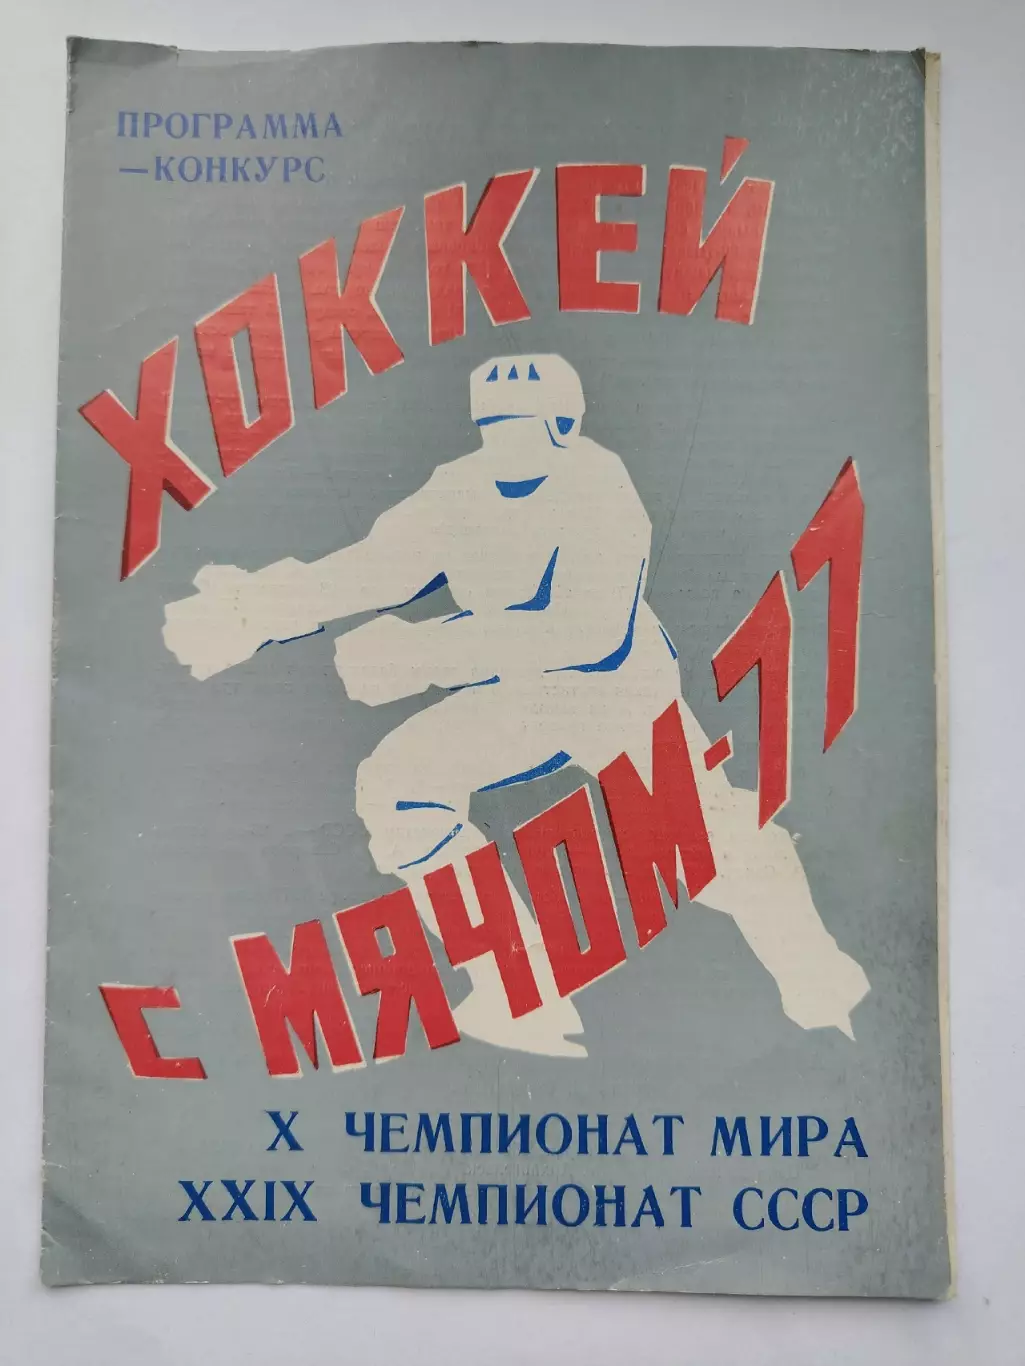 ПРОГРАММА
—КОНКУРС
ХОККЕЙ
С МЯЧОМ-77
X ЧЕМПИОНАТ МИРА
XXIX ЧЕМПИОНАТ СССР